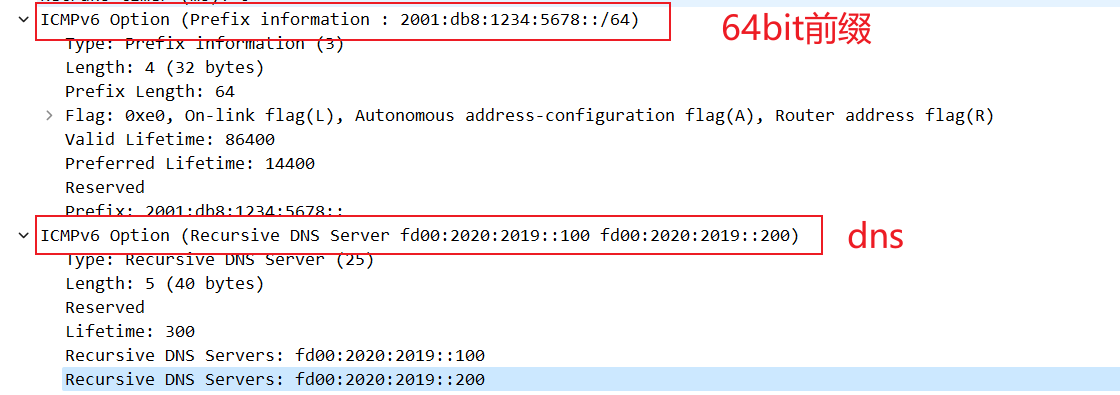 ICMPv6 Option (Prefix information : 2001:db8:1234:5678::/64)
64bit前缀
Type: Prefix information (3)
Length: 4 (32 bytes)
Prefix Length: 64
Flag: 0xe0, On-link flag(L), Autonomous address-configuration flag(A), Router address flag(R)
Valid Lifetime: 86400
Preferred Lifetime: 14400
Reserved
Prefix: 2001:db8:1234:5678::
ICMPv6 Option (Recursive DNS Server fd00:2020:2019::100 fd00:2020:2019::200)
dns
Type: Recursive DNS Server (25)
Length: 5 (40 bytes)
Reserved
Lifetime: 300
Recursive DNS Servers: fd00:2020:2019::100
Recursive DNS Servers: fd00:2020:2019::200